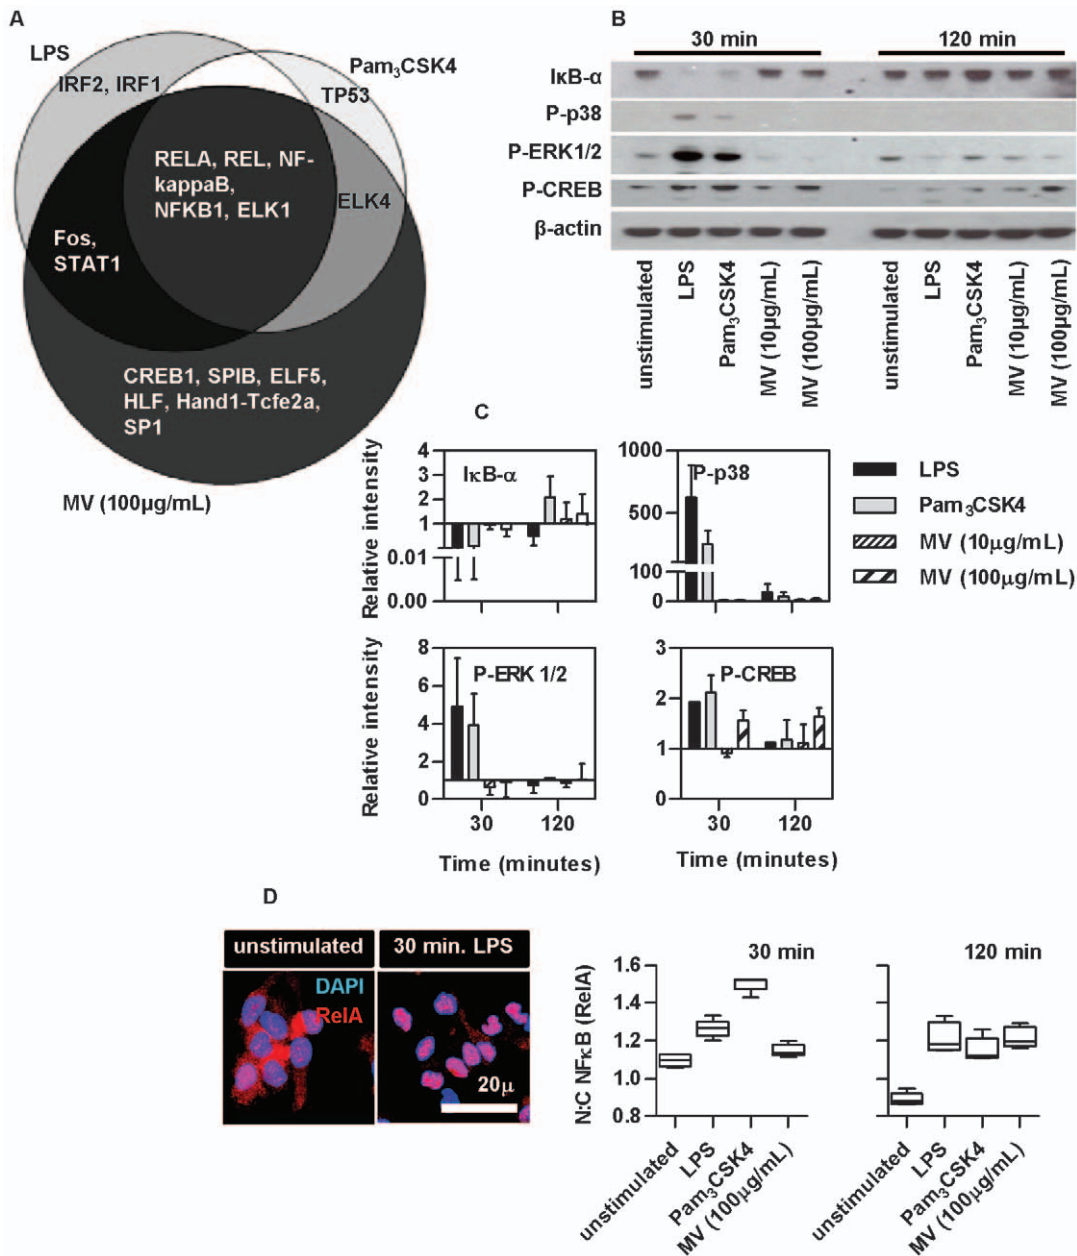 A
LPS
IRF2, IRF1
Pam₃CSK4
TP53
RELA, REL, NF-
kappaB,
NFKB1, ELK1
ELK4
Fos,
STAT1
CREB1, SPIB, ELF5,
HLF, Hand1-Tcfe2a,
SP1
MV (100µg/mL)
B
30 min
120 min
IκB-α
P-p38
P-ERK1/2
P-CREB
β-actin
unstimulated
LPS
Pam₃CSK4
MV (10µg/mL)
MV (100µg/mL)
unstimulated
LPS
Pam₃CSK4
MV (10µg/mL)
MV (100µg/mL)
C
Relative intensity
4
3
2
1
0.01
0.00
IκB-α
1000
500
100
0
P-p38
LPS
Pam₃CSK4
MV (10µg/mL)
MV (100µg/mL)
Relative intensity
8
6
4
2
0
P-ERK 1/2
30
120
Time (minutes)
3
2
1
0
P-CREB
30
120
Time (minutes)
D
unstimulated
DAPI
RelA
30 min. LPS
20µ
N:C NFκB (RelA)
1.6
1.4
1.2
1.0
0.8
30 min
unstimulated
LPS
Pam₃CSK4
MV (100µg/mL)
120 min
unstimulated
LPS
Pam₃CSK4
MV (100µg/mL)